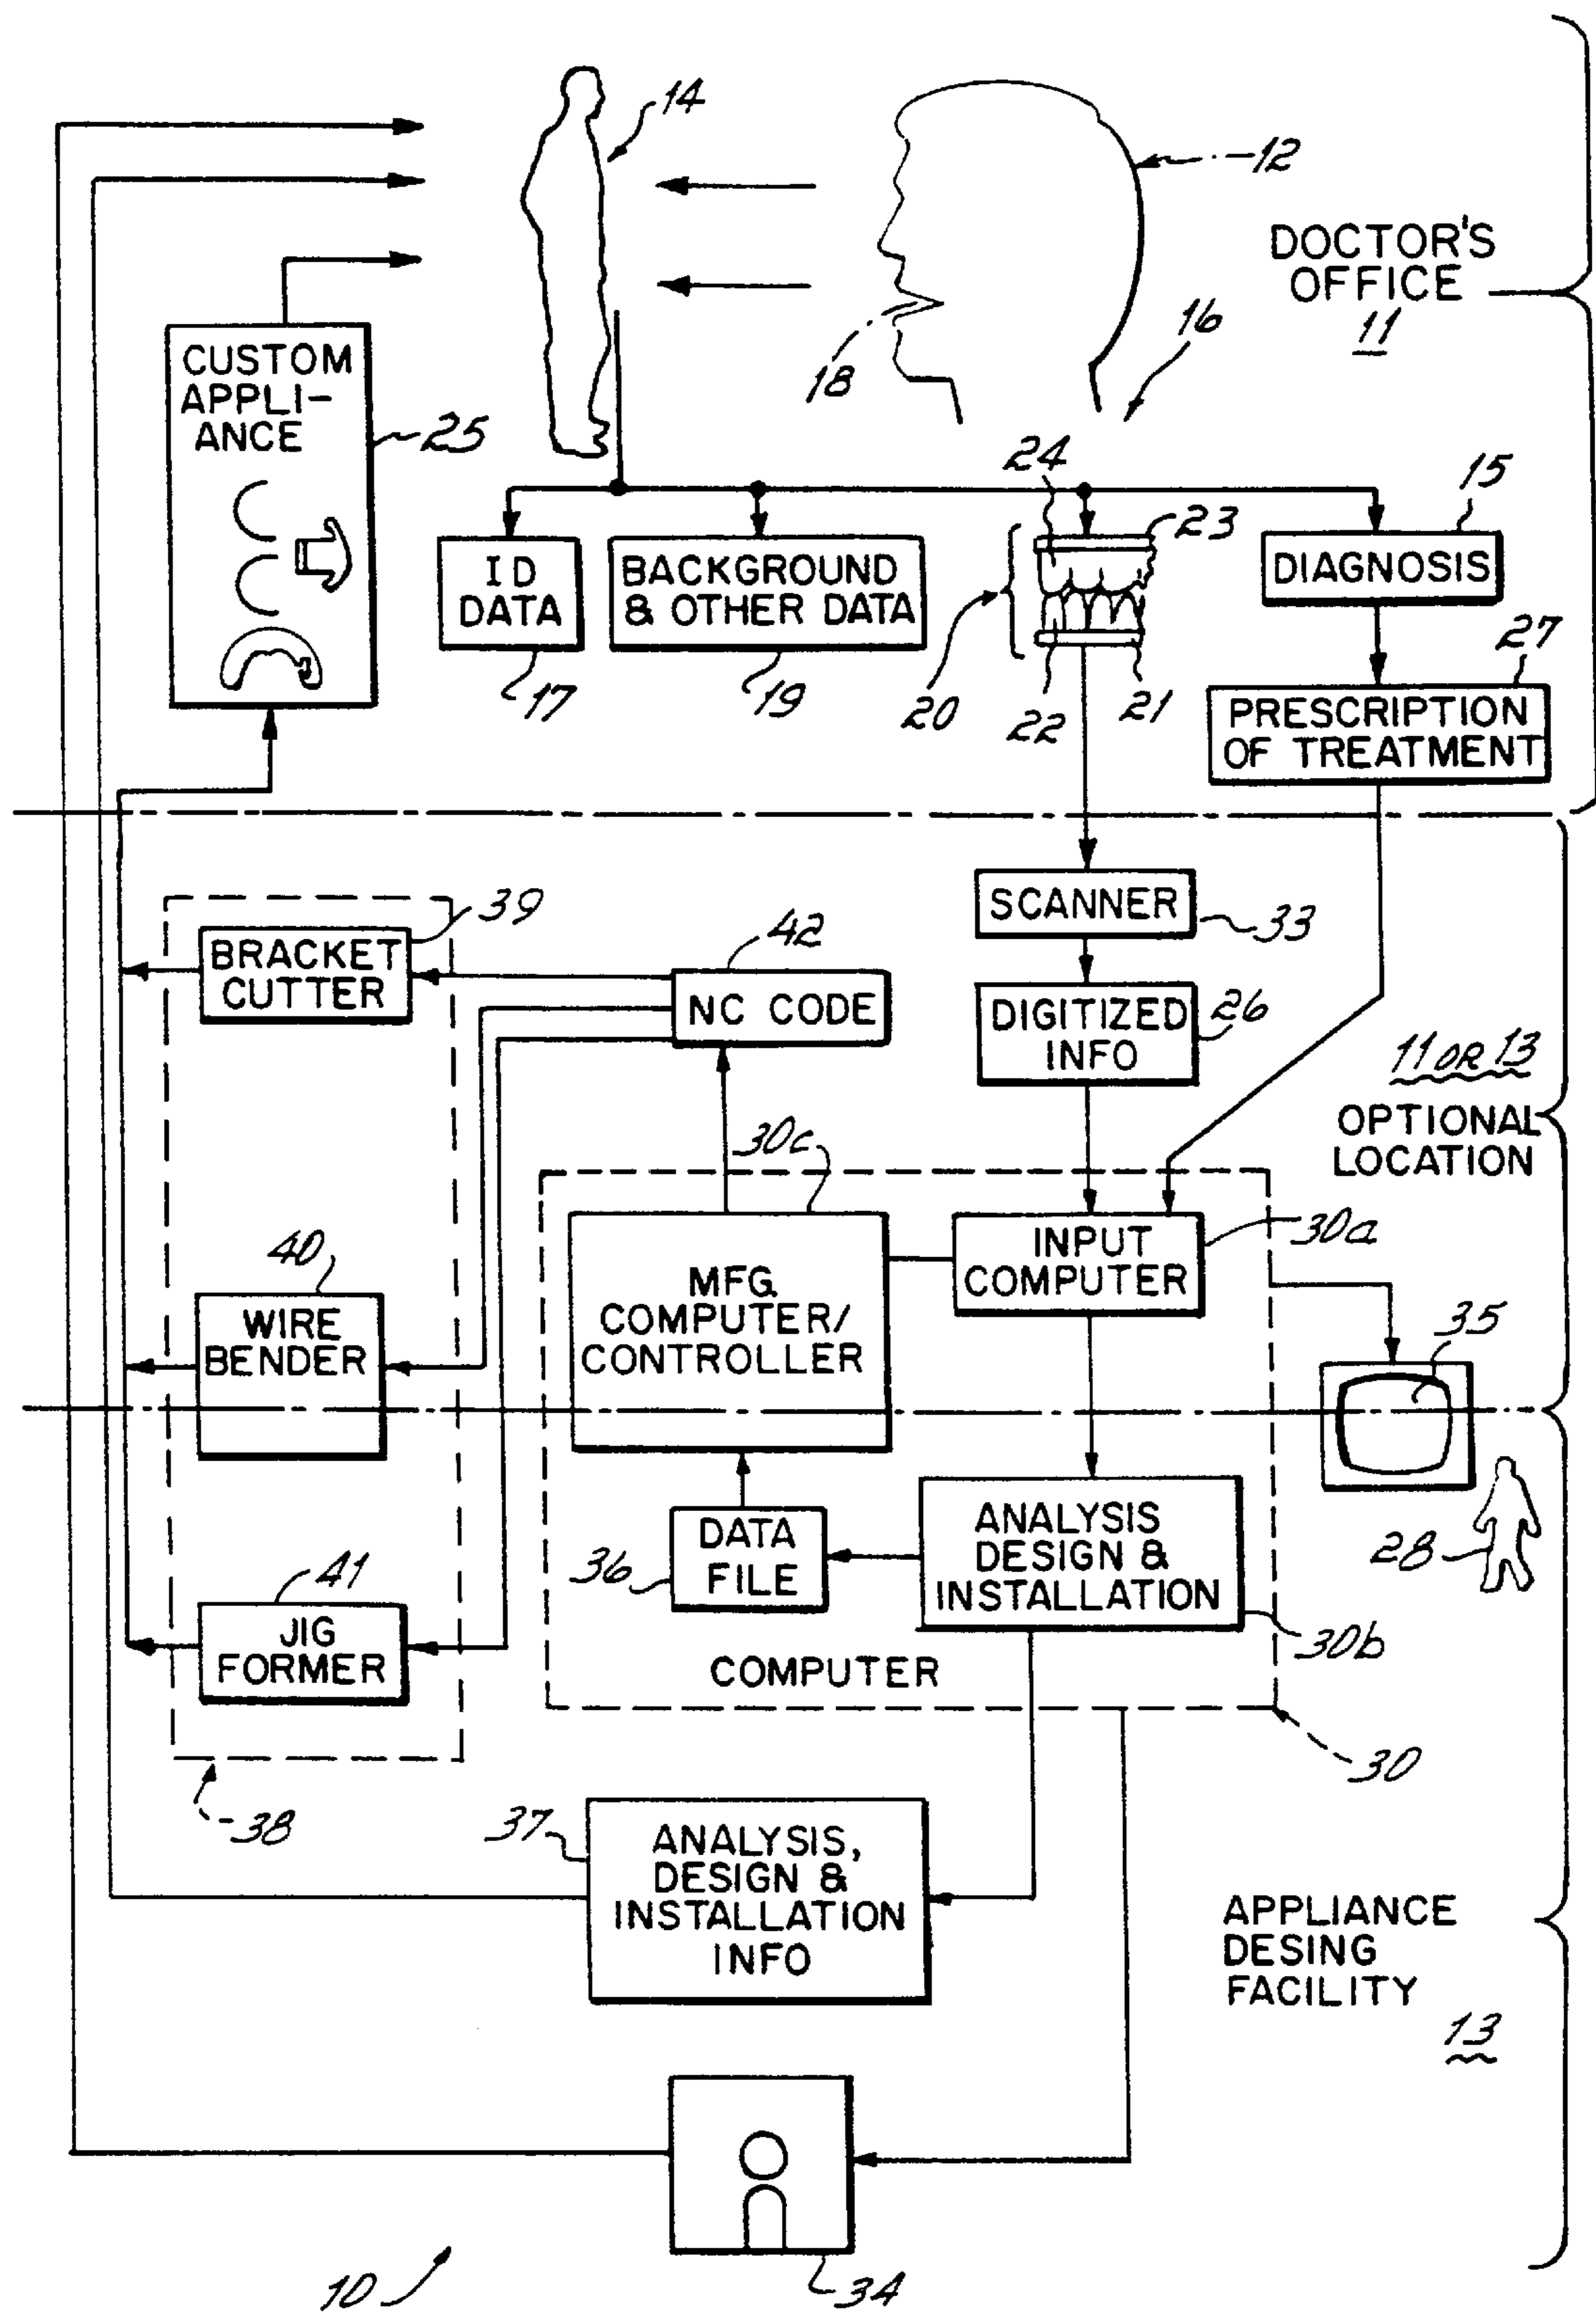 14
12
DOCTOR'S
OFFICE
11
16
18
CUSTOM
APPLI-
ANCE
25
24
23
15
I D
DATA
BACKGROUND
& OTHER DATA
DIAGNOSIS
20
27
17
19
22
21
PRESCRIPTION
OF TREATMENT
SCANNER
33
39
BRACKET
CUTTER
42
NC CODE
DIGITIZED
INFO
26
11 OR 13
OPTIONAL
LOCATION
30c
INPUT
COMPUTER
30a
40
WIRE
BENDER
MFG.
COMPUTER/
CONTROLLER
35
DATA
FILE
36
ANALYSIS
DESIGN &
INSTALLATION
28
30b
41
JIG
FORMER
COMPUTER
30
38
37
ANALYSIS,
DESIGN &
INSTALLATION
INFO
APPLIANCE
DESING
FACILITY
13
10
34